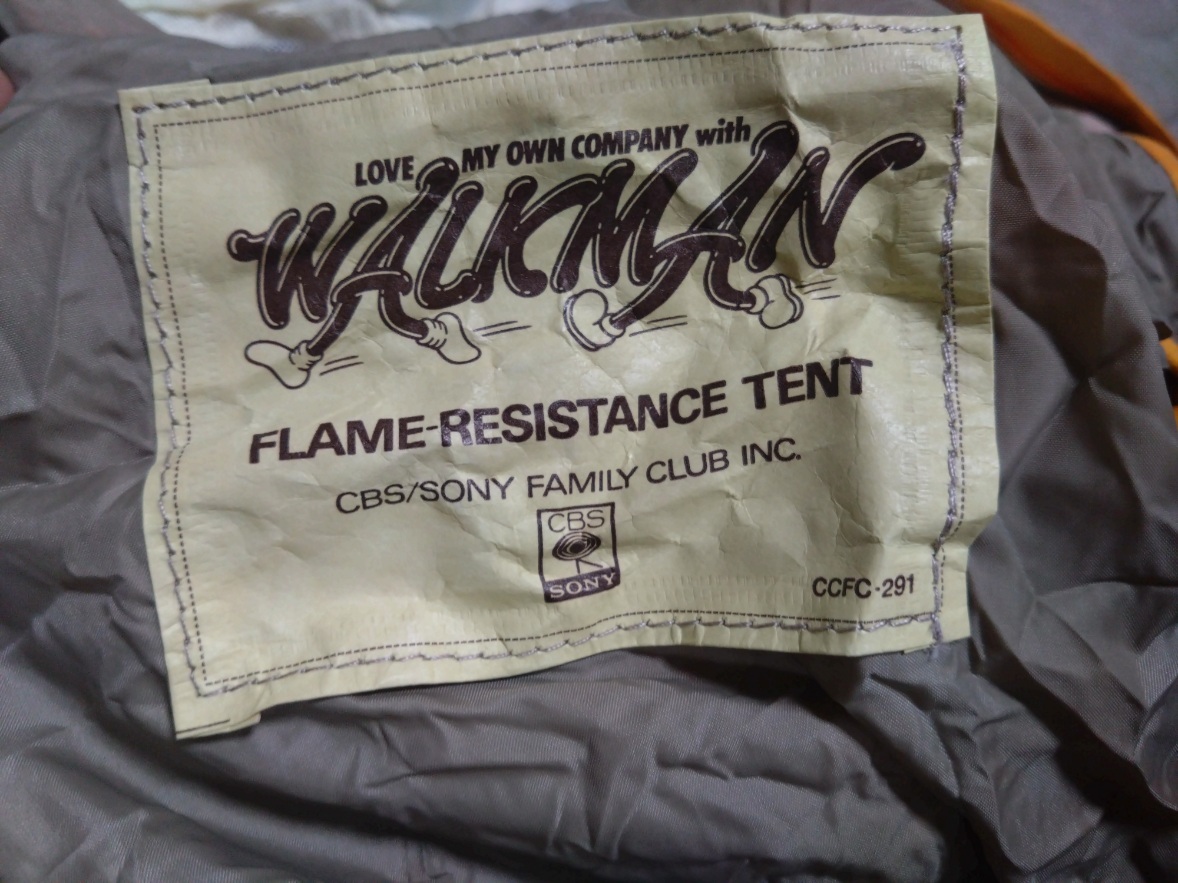 LOVE MY OWN COMPANY with
WALKMAN
FLAME-RESISTANCE TENT
CBS/SONY FAMILY CLUB INC.
CBS
SONY
CCFC-291